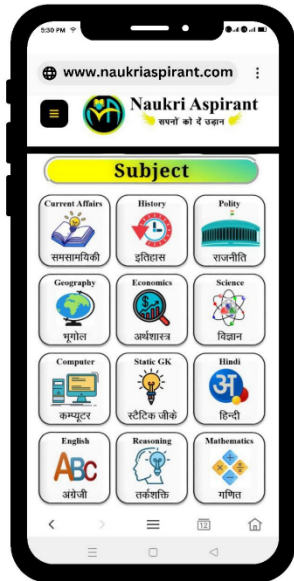 5:30 PM
www.naukriaspirant.com
Naukri Aspirant
सपनों को दें उड़ान
Subject
Current Affairs History Polity
समसामयिकी इतिहास राजनीति
Geography Economics Science
भूगोल अर्थशास्त्र विज्ञान
Computer Static GK Hindi
अ
कम्प्यूटर स्टैटिक जीके हिन्दी
English Reasoning Mathematics
ABC
अंग्रेजी तर्कशक्ति गणित
12